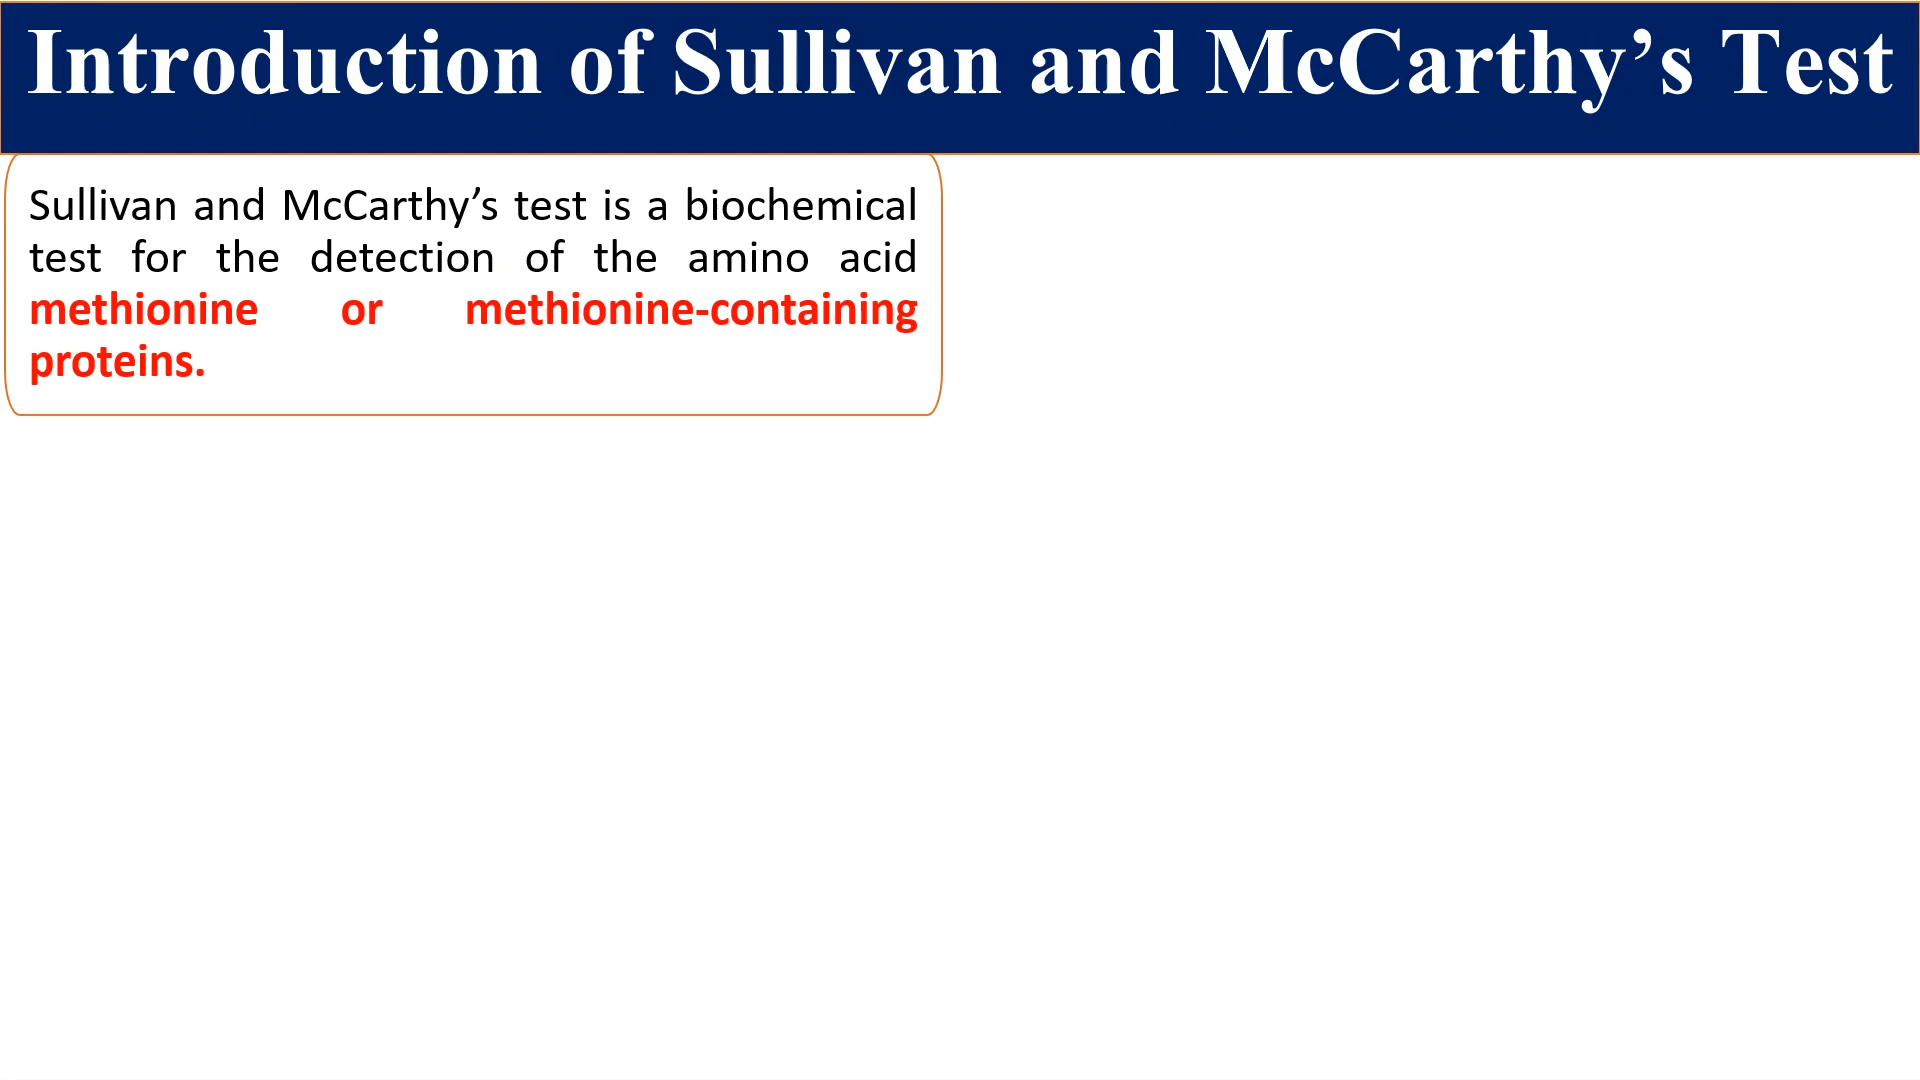 Introduction of Sullivan and McCarthy’s Test
Sullivan and McCarthy’s test is a biochemical
test for the detection of the amino acid
methionine or methionine-containing
proteins.